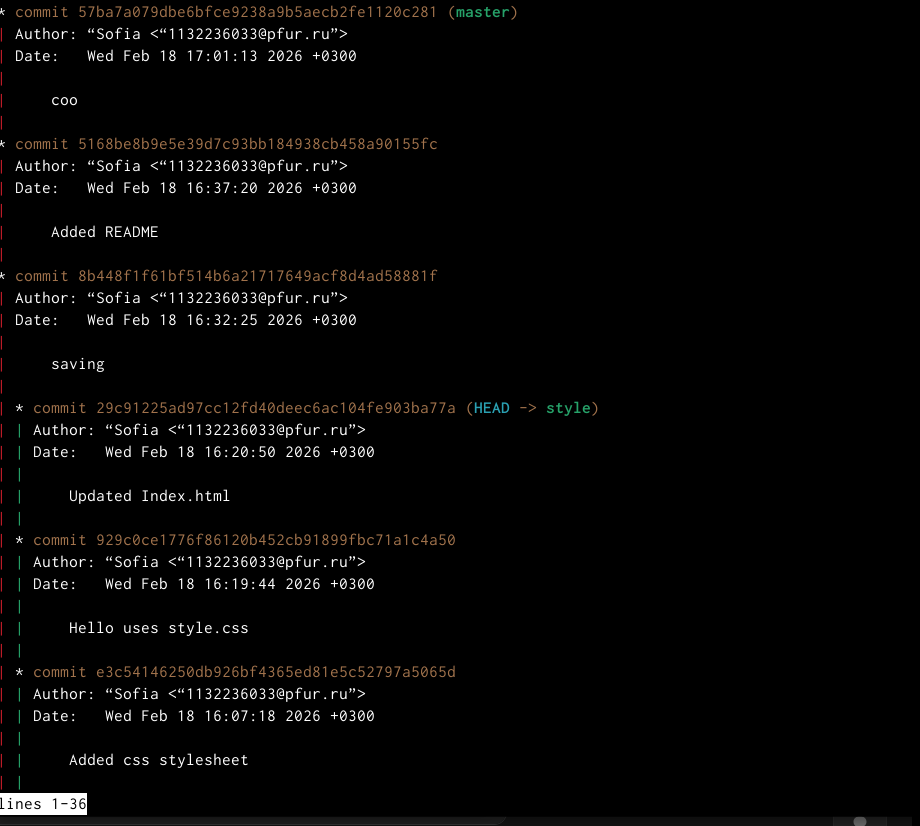 * commit 57ba7a079dbe6bfce9238a9b5aecb2fe1120c281 (master)
| Author: “Sofia <“1132236033@pfur.ru”>
| Date:   Wed Feb 18 17:01:13 2026 +0300
|
|     coo
|
* commit 5168be8b9e5e39d7c93bb184938cb458a90155fc
| Author: “Sofia <“1132236033@pfur.ru”>
| Date:   Wed Feb 18 16:37:20 2026 +0300
|
|     Added README
|
* commit 8b448f1f61bf514b6a21717649acf8d4ad58881f
| Author: “Sofia <“1132236033@pfur.ru”>
| Date:   Wed Feb 18 16:32:25 2026 +0300
|
|     saving
|
| * commit 29c91225ad97cc12fd40deec6ac104fe903ba77a (HEAD -> style)
| | Author: “Sofia <“1132236033@pfur.ru”>
| | Date:   Wed Feb 18 16:20:50 2026 +0300
| |
| |     Updated Index.html
| |
| * commit 929c0ce1776f86120b452cb91899fbc71a1c4a50
| | Author: “Sofia <“1132236033@pfur.ru”>
| | Date:   Wed Feb 18 16:19:44 2026 +0300
| |
| |     Hello uses style.css
| |
| * commit e3c54146250db926bf4365ed81e5c52797a5065d
| | Author: “Sofia <“1132236033@pfur.ru”>
| | Date:   Wed Feb 18 16:07:18 2026 +0300
| |
| |     Added css stylesheet
| |
lines 1-36